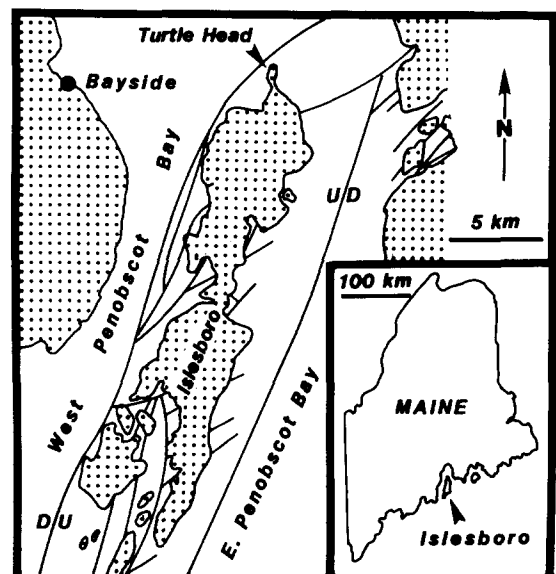 Turtle Head
Bayside
N
West Penobscot Bay
U D
5 km
100 km
Islesboro
MAINE
E. Penobscot Bay
D U
Islesboro